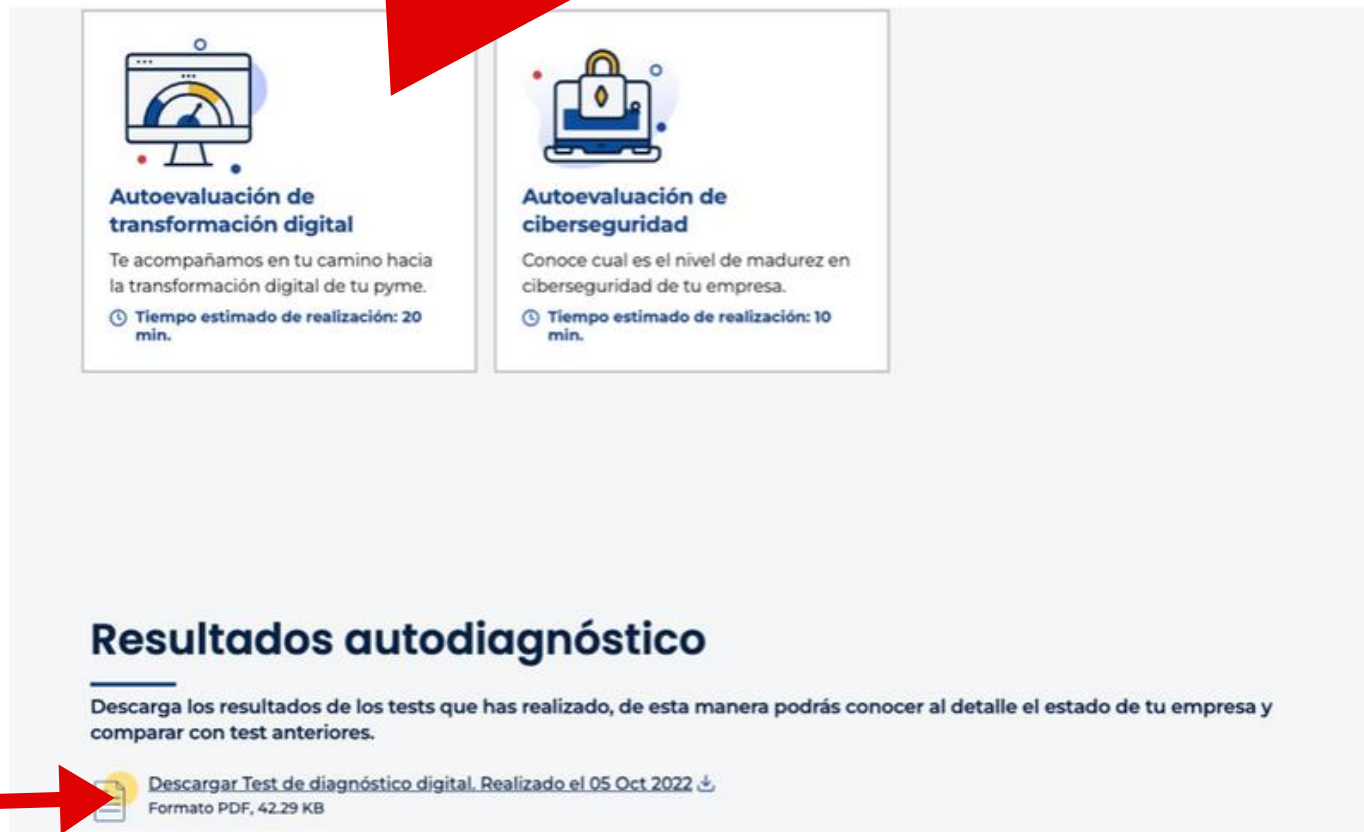 Autoevaluación de
transformación digital
Te acompañamos en tu camino hacia
la transformación digital de tu pyme.
Tiempo estimado de realización: 20
min.
Autoevaluación de
ciberseguridad
Conoce cual es el nivel de madurez en
ciberseguridad de tu empresa.
Tiempo estimado de realización: 10
min.
Resultados autodiagnóstico
Descarga los resultados de los tests que has realizado, de esta manera podrás conocer al detalle el estado de tu empresa y
comparar con test anteriores.
Descargar Test de diagnóstico digital. Realizado el 05 Oct 2022
Formato PDF, 42.29 KB